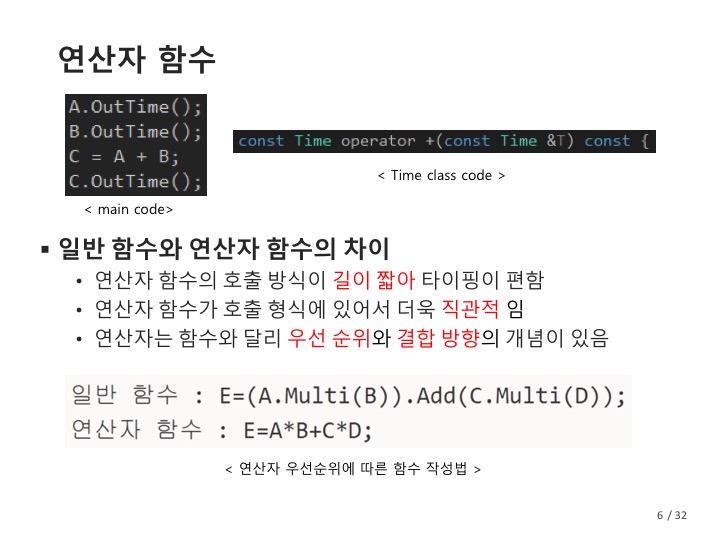 연산자 함수
A.OutTime();
B.OutTime();
C = A + B;
C.OutTime();
< main code>
const Time operator +(const Time &T) const {
< Time class code >
▪ 일반 함수와 연산자 함수의 차이
• 연산자 함수의 호출 방식이 길이 짧아 타이핑이 편함
• 연산자 함수가 호출 형식에 있어서 더욱 직관적 임
• 연산자는 함수와 달리 우선 순위와 결합 방향의 개념이 있음
일반 함수 : E=(A.Multi(B)).Add(C.Multi(D));
연산자 함수 : E=A*B+C*D;
< 연산자 우선순위에 따른 함수 작성법 >
6 / 32